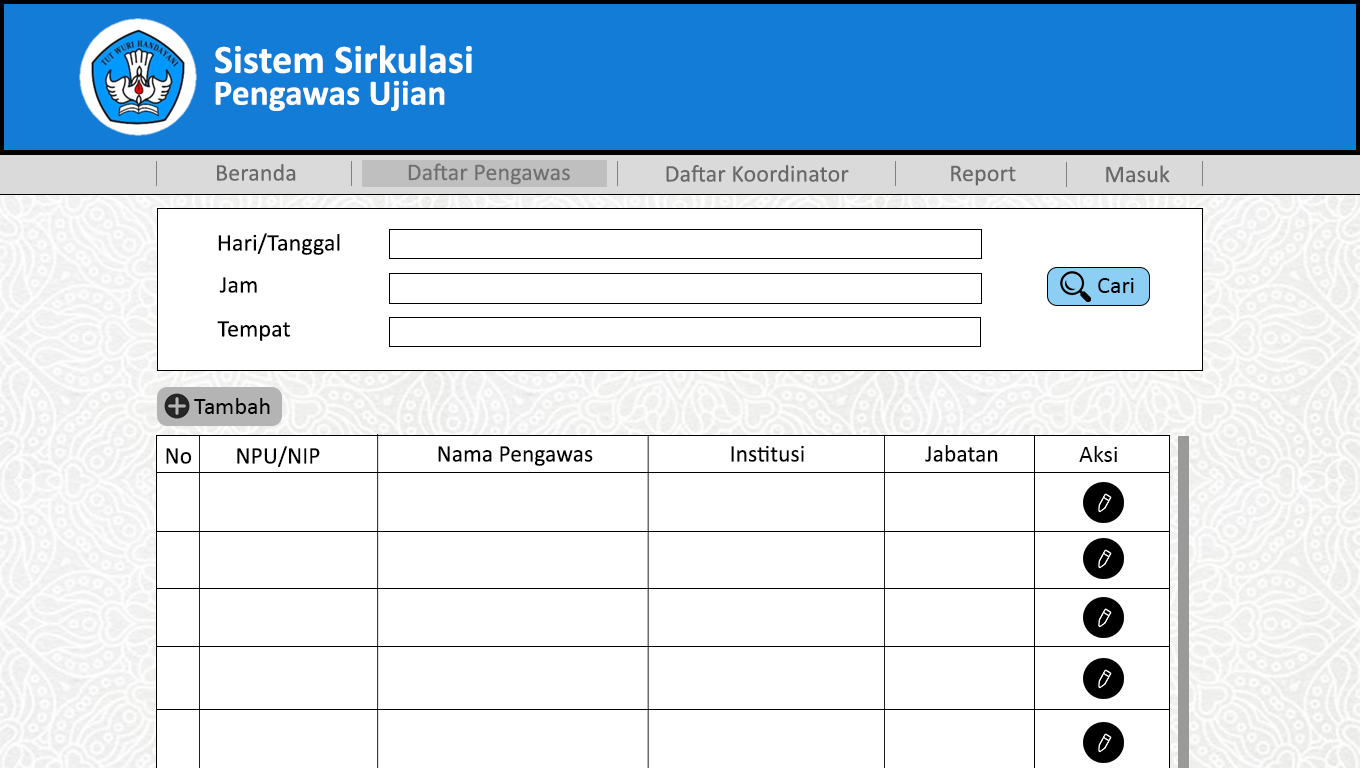 TUT WURI HANDAYANI
Sistem Sirkulasi
Pengawas Ujian
Beranda
Daftar Pengawas
Daftar Koordinator
Report
Masuk
Hari/Tanggal
Jam
Tempat
Cari
Tambah
No
NPU/NIP
Nama Pengawas
Institusi
Jabatan
Aksi